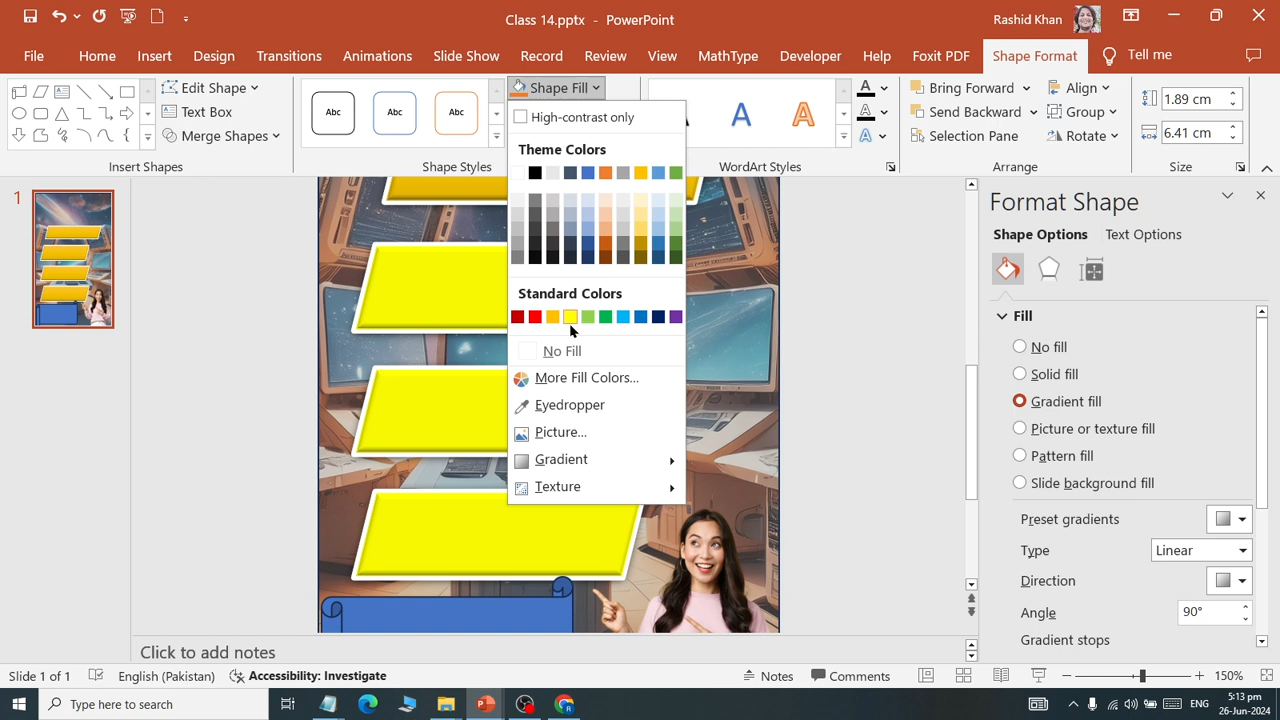 Class 14.pptx - PowerPoint
Rashid Khan
File Home Insert Design Transitions Animations Slide Show Record Review View MathType Developer Help Foxit PDF Shape Format Tell me
Edit Shape
Text Box
Merge Shapes
Insert Shapes
Abc Abc Abc
Shape Styles
Shape Fill
High-contrast only
Theme Colors
Standard Colors
No Fill
More Fill Colors...
Eyedropper
Picture...
Gradient
Texture
A A
WordArt Styles
Bring Forward
Send Backward
Selection Pane
Align
Group
Rotate
Arrange
1.89 cm
6.41 cm
Size
1
Format Shape
Shape Options Text Options
Fill
No fill
Solid fill
Gradient fill
Picture or texture fill
Pattern fill
Slide background fill
Preset gradients
Type Linear
Direction
Angle 90°
Gradient stops
Click to add notes
Slide 1 of 1 English (Pakistan) Accessibility: Investigate Notes Comments 150%
Type here to search
ENG
5:13 pm
26-Jun-2024